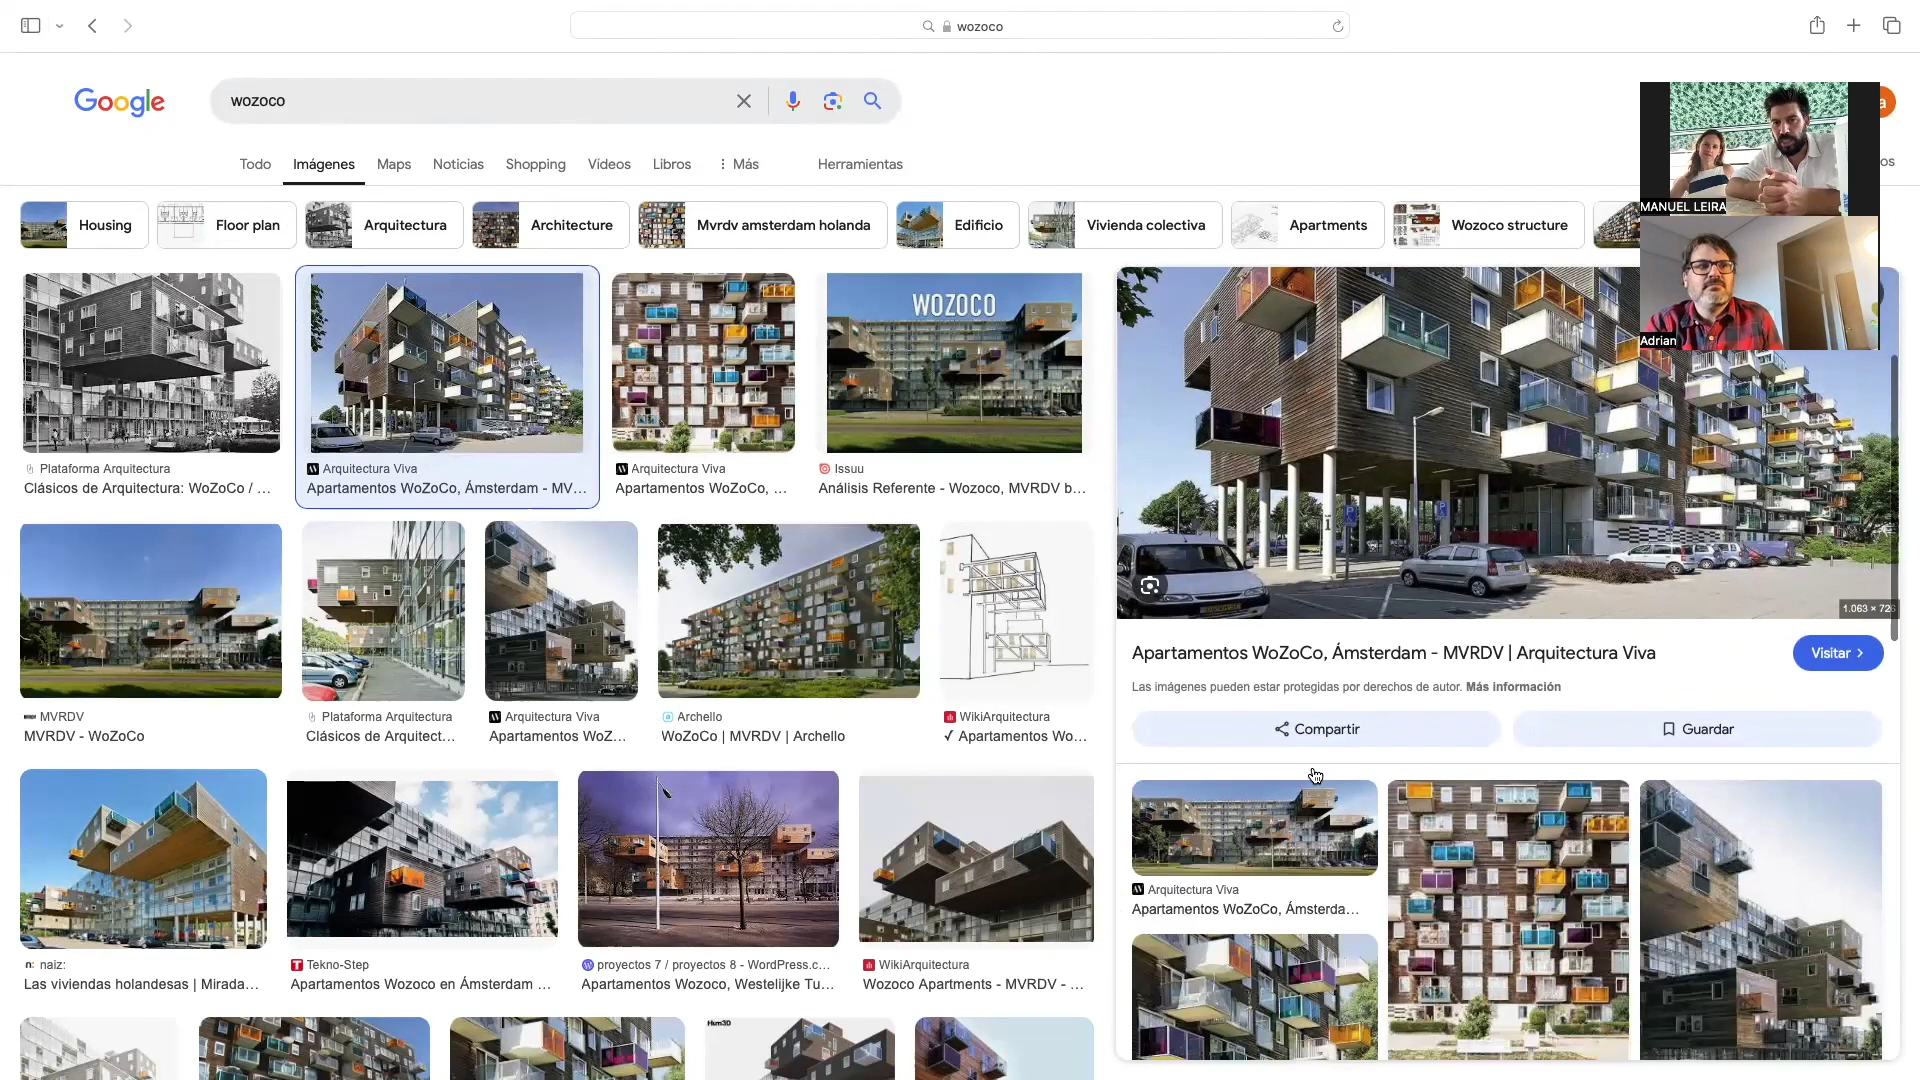 wozoco
Google
wozoco
Todo
Imágenes
Maps
Noticias
Shopping
Vídeos
Libros
Más
Herramientas
Housing
Floor plan
Arquitectura
Architecture
Mvrdv amsterdam holanda
Edificio
Vivienda colectiva
Apartments
Wozoco structure
MANUEL LEIRA
Adrian
WOZOCO
Plataforma Arquitectura
Clásicos de Arquitectura: WoZoCo / ...
Arquitectura Viva
Apartamentos WoZoCo, Ámsterdam - MV...
Arquitectura Viva
Apartamentos WoZoCo, ...
Issuu
Análisis Referente - Wozoco, MVRDV b...
MVRDV
MVRDV - WoZoCo
Plataforma Arquitectura
Clásicos de Arquitect...
Arquitectura Viva
Apartamentos WoZ...
Archello
WoZoCo | MVRDV | Archello
WikiArquitectura
✓ Apartamentos Wo...
naiz:
Las viviendas holandesas | Mirada...
Tekno-Step
Apartamentos Wozoco en Ámsterdam ...
proyectos 7 / proyectos 8 - WordPress.c...
Apartamentos Wozoco, Westelijke Tu...
WikiArquitectura
Wozoco Apartments - MVRDV - ...
Hum3D
1.063 × 726
Apartamentos WoZoCo, Ámsterdam - MVRDV | Arquitectura Viva
Visitar
Las imágenes pueden estar protegidas por derechos de autor. Más información
Compartir
Guardar
Arquitectura Viva
Apartamentos WoZoCo, Ámsterda...